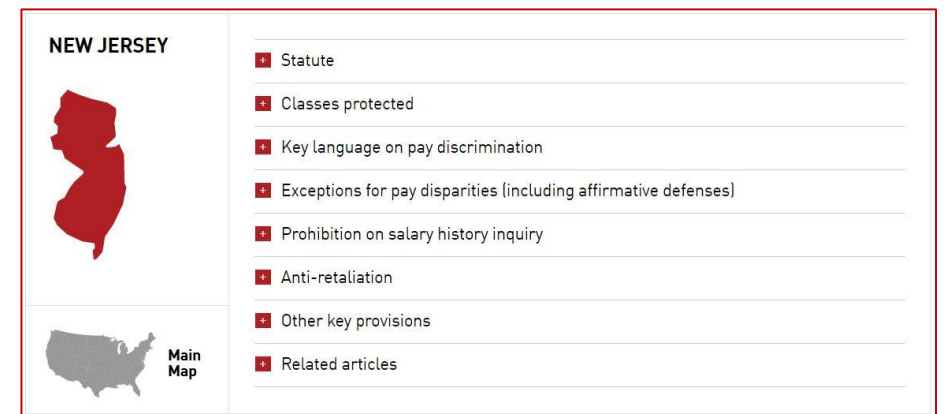 NEW JERSEY
Statute
Classes protected
Key language on pay discrimination
Exceptions for pay disparities (including affirmative defenses)
Prohibition on salary history inquiry
Anti-retaliation
Other key provisions
Related articles
Main
Map